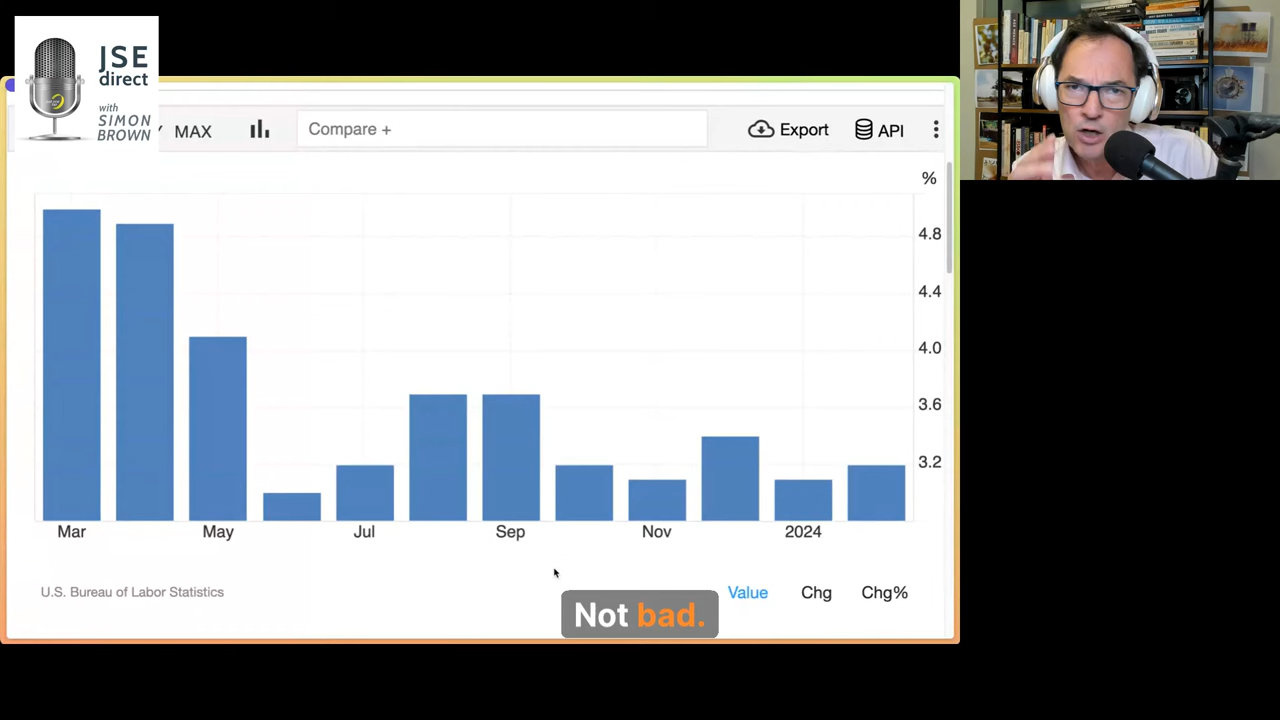 JSE
direct
with
SIMON
BROWN
MAX
Compare +
Export
API
%
4.8
4.4
4.0
3.6
3.2
Mar
May
Jul
Sep
Nov
2024
U.S. Bureau of Labor Statistics
Value
Chg
Chg%
Not bad.